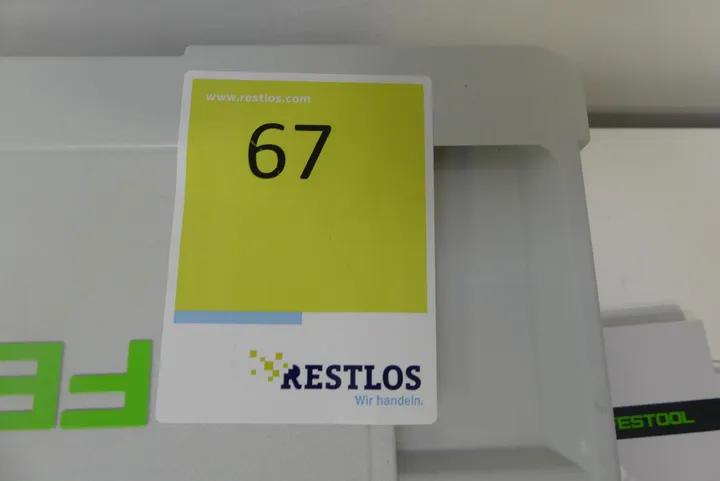 www.restlos.com
67
RESTLOS
Wir handeln.
FESTOOL